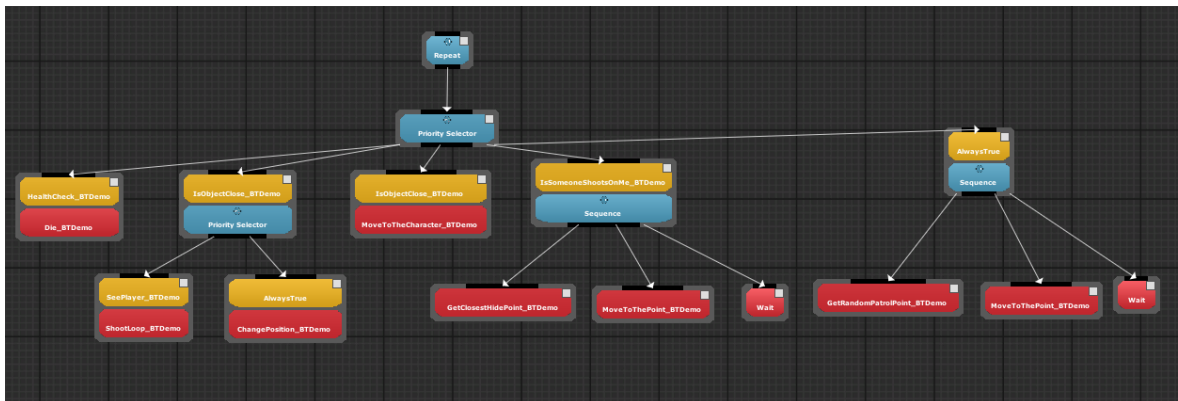 Repeat
Priority Selector
AlwaysTrue
Sequence
HealthCheck_BTDemo
Die_BTDemo
IsObjectClose_BTDemo
Priority Selector
IsObjectClose_BTDemo
MoveToTheCharacter_BTDemo
IsSomeoneShootsOnMe_BTDemo
Sequence
SeePlayer_BTDemo
ShootLoop_BTDemo
AlwaysTrue
ChangePosition_BTDemo
GetClosestHidePoint_BTDemo
MoveToThePoint_BTDemo
Wait
GetRandomPatrolPoint_BTDemo
MoveToThePoint_BTDemo
Wait